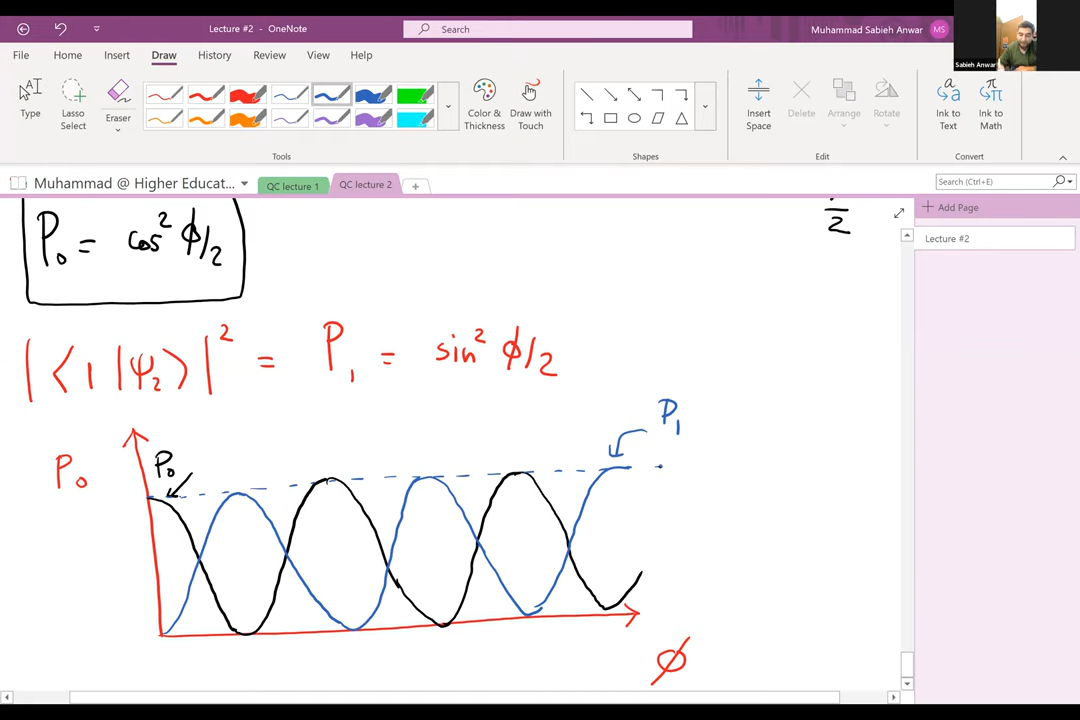 Lecture #2 - OneNote
Search
Muhammad Sabieh Anwar
MS
Sabieh Anwar
File Home Insert Draw History Review View Help
Type
Lasso Select
Eraser
Color & Thickness
Draw with Touch
Insert Space
Delete
Arrange
Rotate
Ink to Text
Ink to Math
Tools
Shapes
Edit
Convert
Muhammad @ Higher Educat...
QC lecture 1
QC lecture 2
Search (Ctrl+E)
Add Page
Lecture #2
P₀ = cos² ϕ/2
2
|⟨1|ψ₂⟩|² = P₁ = sin² ϕ/2
P₁
P₀
P₀
ϕ